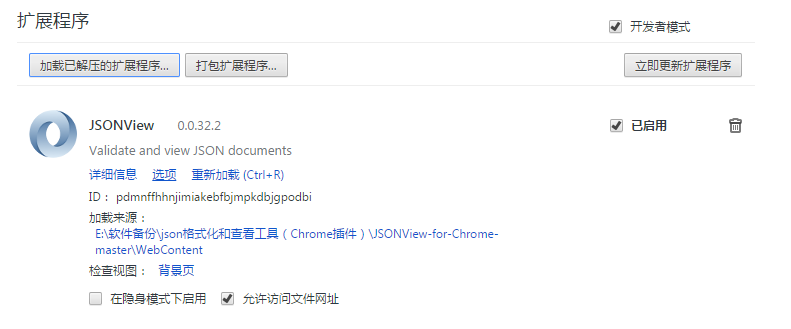 扩展程序
开发者模式
加载已解压的扩展程序... 打包扩展程序... 立即更新扩展程序
JSONView 0.0.32.2 已启用
Validate and view JSON documents
详细信息 选项 重新加载 (Ctrl+R)
ID： pdmnffhhnjimiakebfbjmpkdbjgpodbi
加载来源：
E:\软件备份\json格式化和查看工具（Chrome插件）\JSONView-for-Chrome-
master\WebContent
检查视图： 背景页
在隐身模式下启用 允许访问文件网址